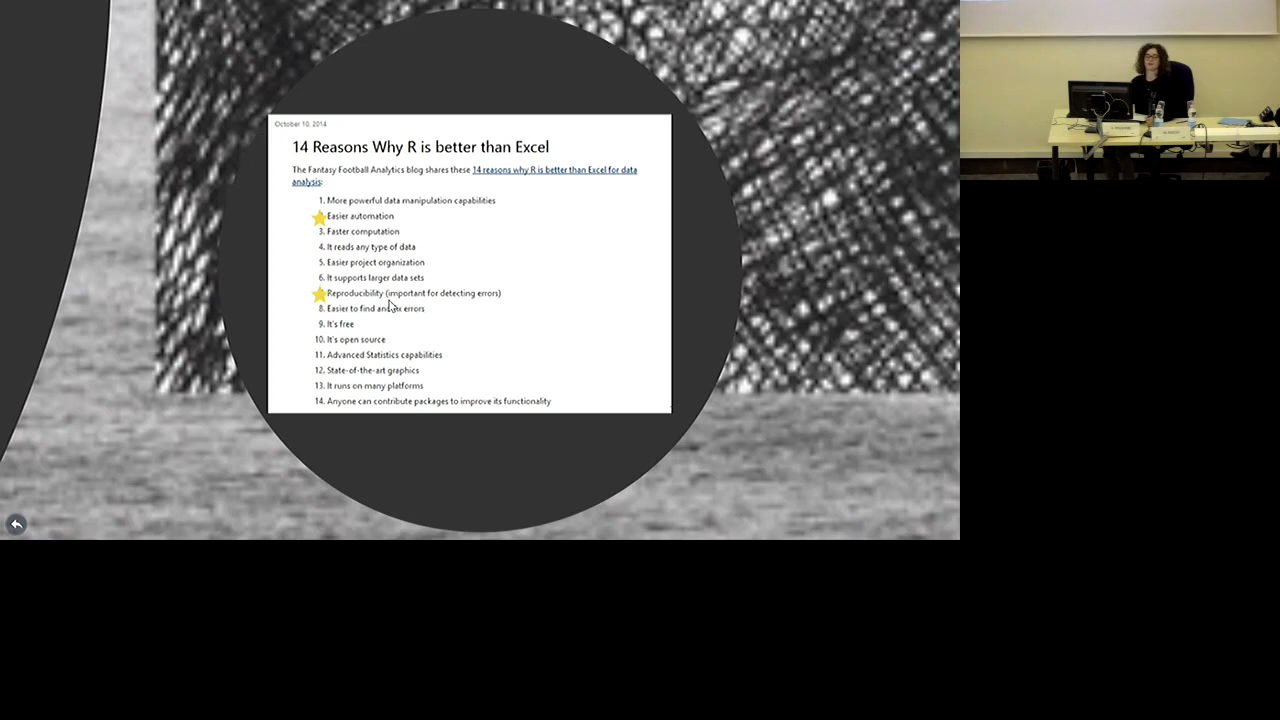 October 10, 2014
14 Reasons Why R is better than Excel
The Fantasy Football Analytics blog shares these 14 reasons why R is better than Excel for data
analysis:
1. More powerful data manipulation capabilities
Easier automation
3. Faster computation
4. It reads any type of data
5. Easier project organization
6. It supports larger data sets
Reproducibility (important for detecting errors)
8. Easier to find and fix errors
9. It's free
10. It's open source
11. Advanced Statistics capabilities
12. State-of-the-art graphics
13. It runs on many platforms
14. Anyone can contribute packages to improve its functionality